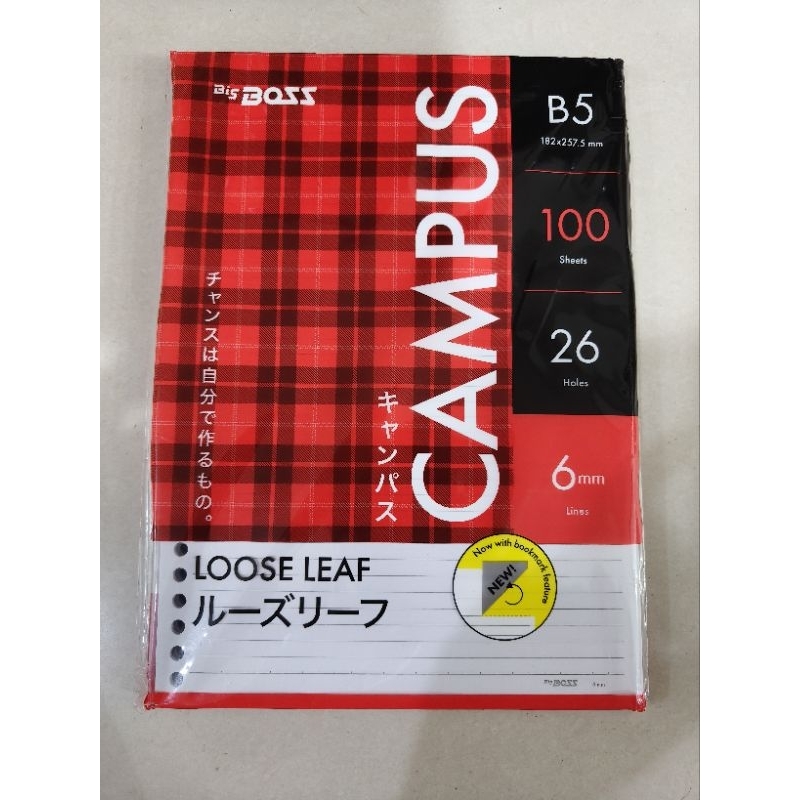 Big BOSS
CAMPUS
キャンパス
チャンスは自分で作るもの。
B5
182x257.5 mm
100
Sheets
26
Holes
6mm
Lines
LOOSE LEAF
ルーズリーフ
Now with bookmark feature
NEW!
Big BOSS